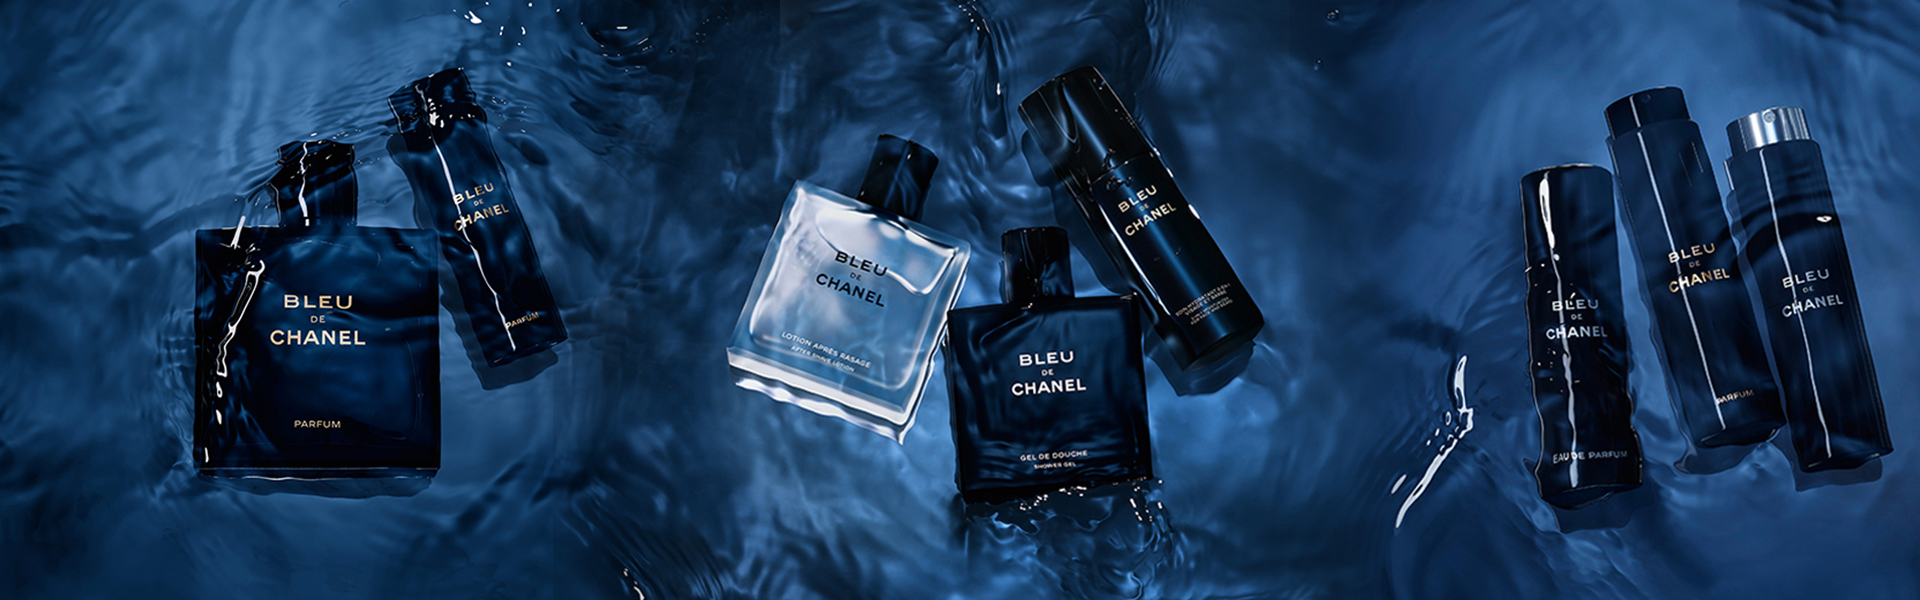 BLEU
DE
CHANEL
PARFUM
BLEU
DE
CHANEL
PARFUM
BLEU
DE
CHANEL
LOTION APRÈS RASAGE
AFTER SHAVE LOTION
BLEU
DE
CHANEL
GEL DE DOUCHE
SHOWER GEL
BLEU
DE
CHANEL
BLEU
DE
CHANEL
EAU DE PARFUM
BLEU
DE
CHANEL
PARFUM
BLEU
DE
CHANEL